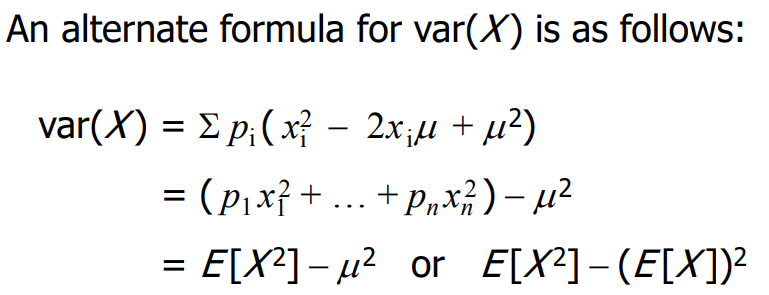 An alternate formula for var(X) is as follows:
var(X) = Σ pᵢ( xᵢ² − 2xᵢμ + μ²)
= (p₁x₁² + … + pₙxₙ²) – μ²
= E[X²] – μ² or E[X²] – (E[X])²